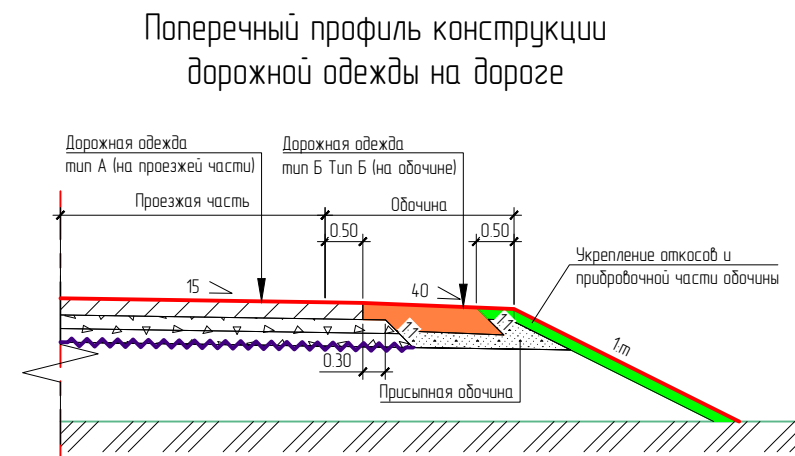 Поперечный профиль конструкции
дорожной одежды на дороге
Дорожная одежда
тип А (на проезжей части)
Дорожная одежда
тип Б Тип Б (на обочине)
Проезжая часть
Обочина
0.50
0.50
Укрепление откосов и
прибровочной части обочины
15
40
1:1
1:1
1:m
0.30
Присыпная обочина